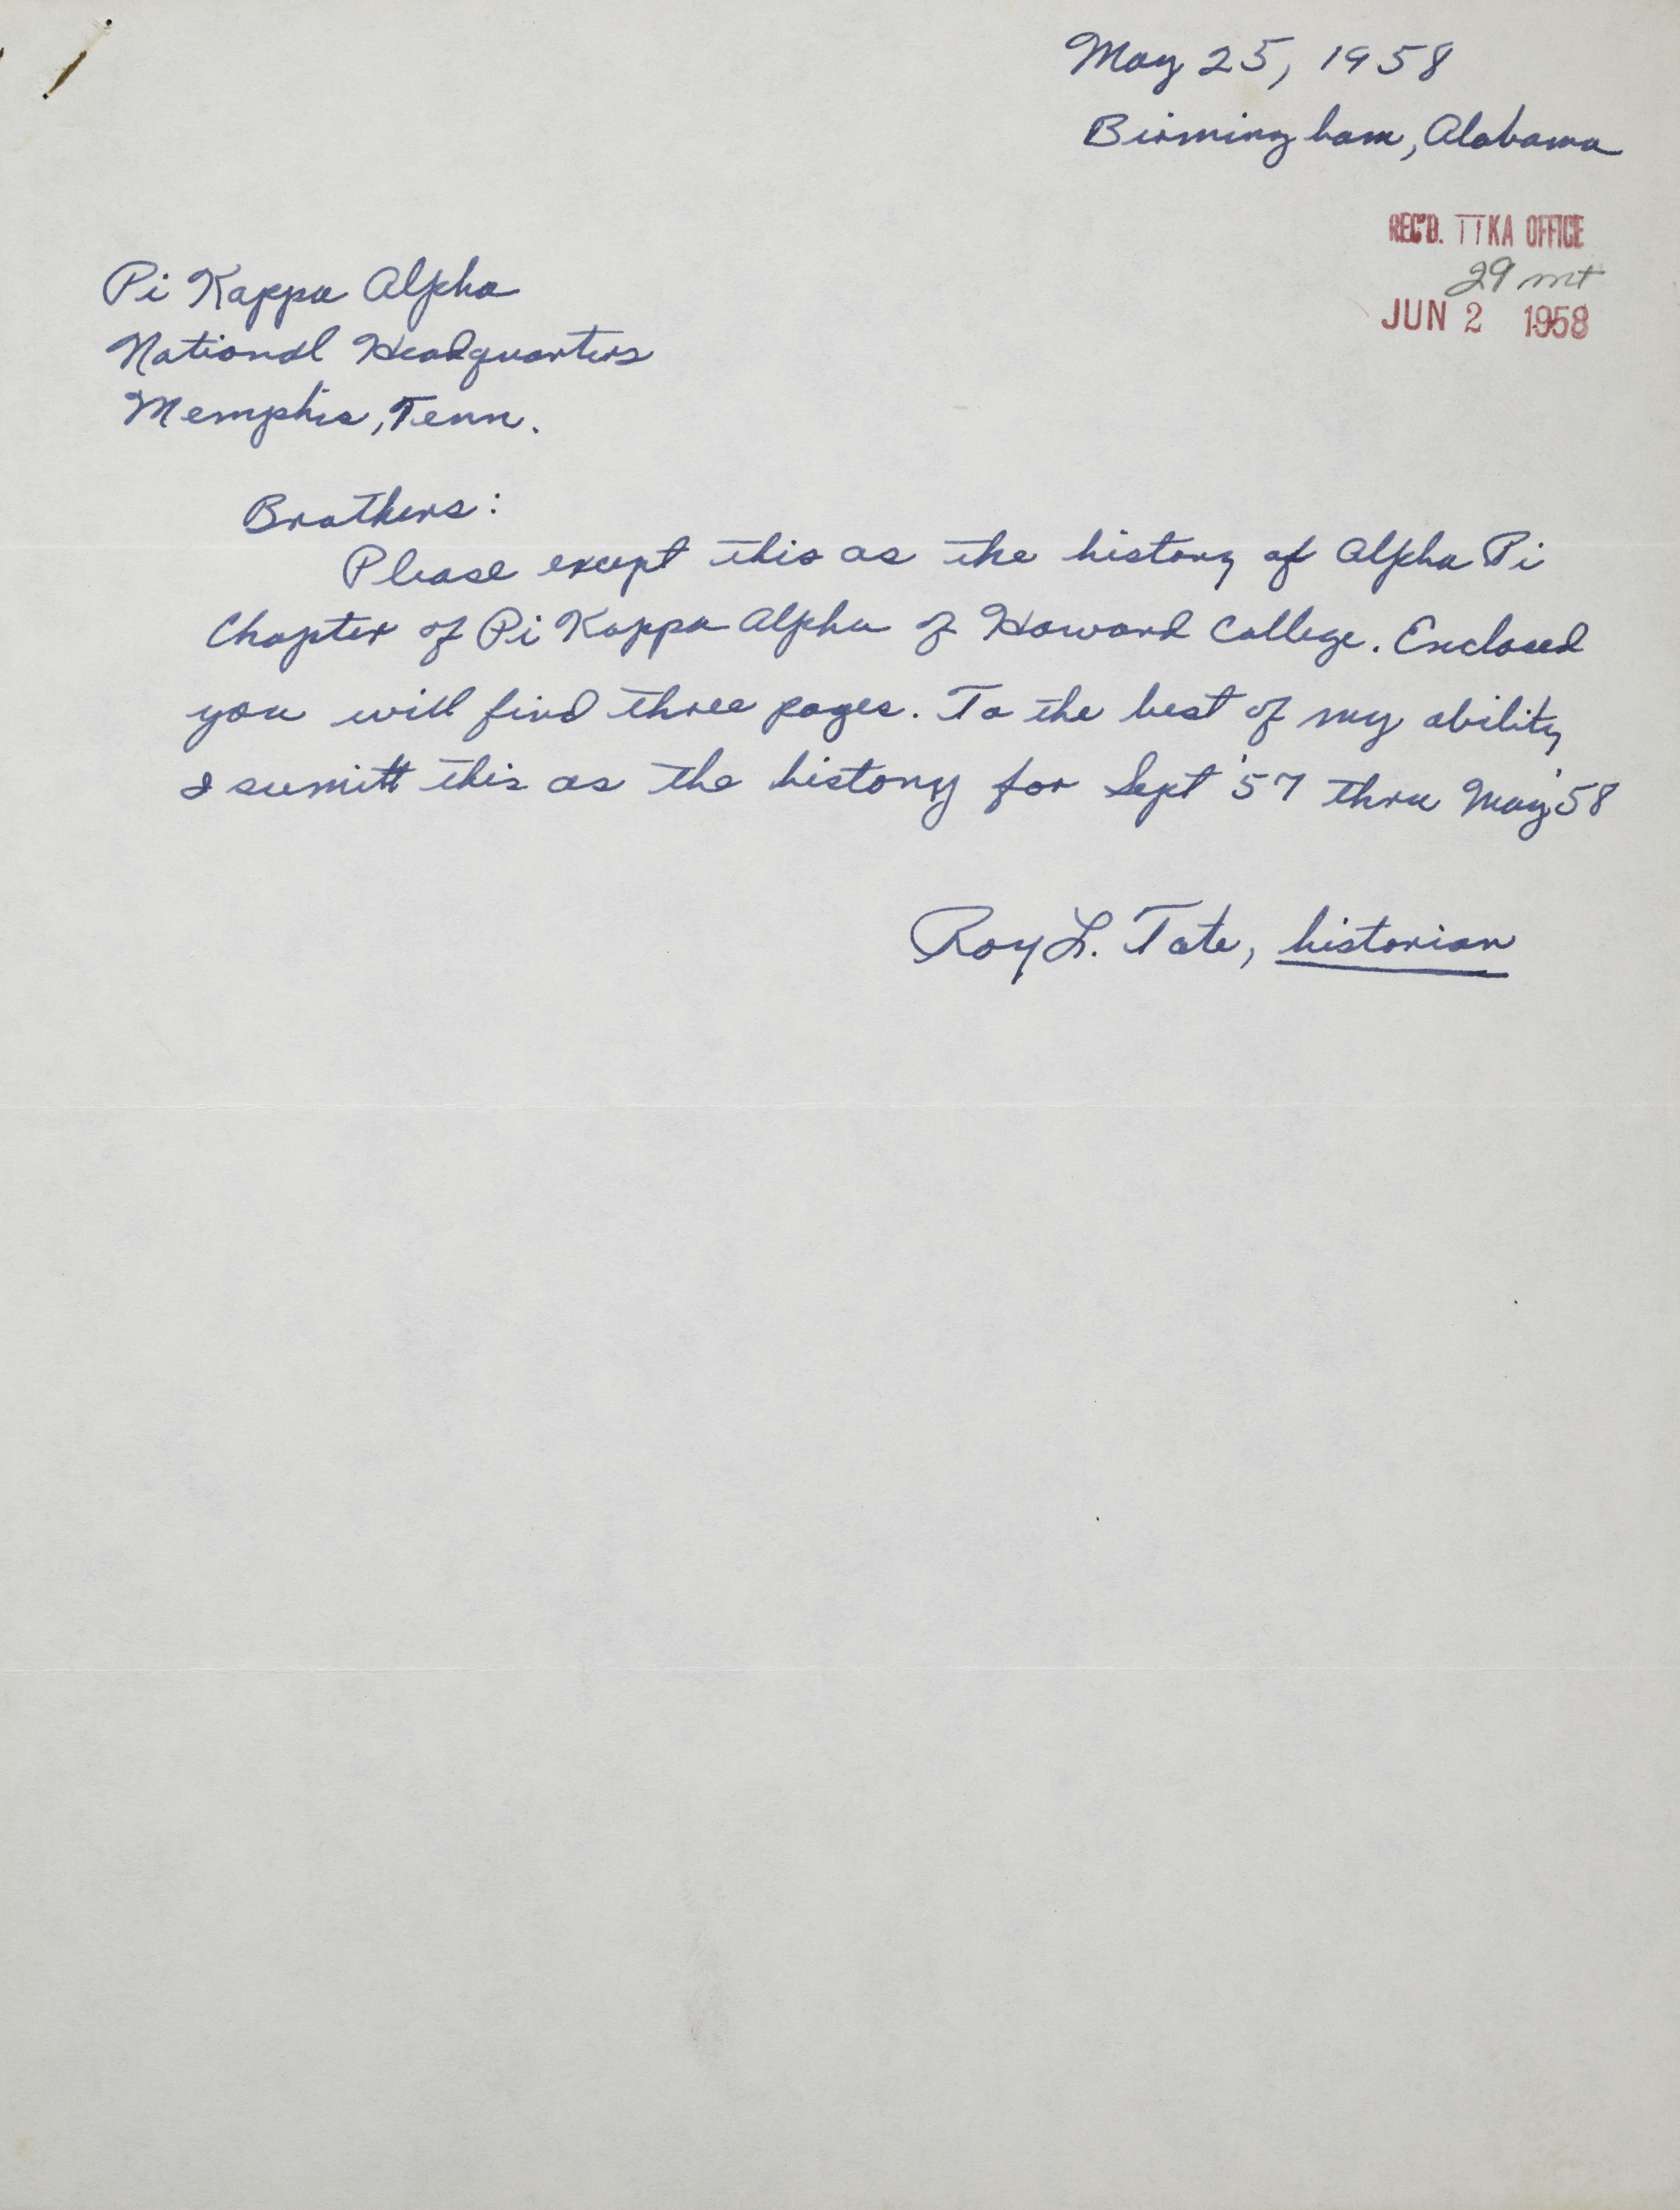 May 25, 1958
Birmingham, Alabama
REC'D. ΠKA OFFICE
29 mt
JUN 2 1958
Pi Kappa Alpha
National Headquarters
Memphis, Tenn.
Brothers:
Please except this as the history of Alpha Pi
Chapter of Pi Kappa Alpha of Howard College. Enclosed
you will find three pages. To the best of my ability
I sumitt this as the history for Sept '57 thru May '58
Roy L. Tate, historian